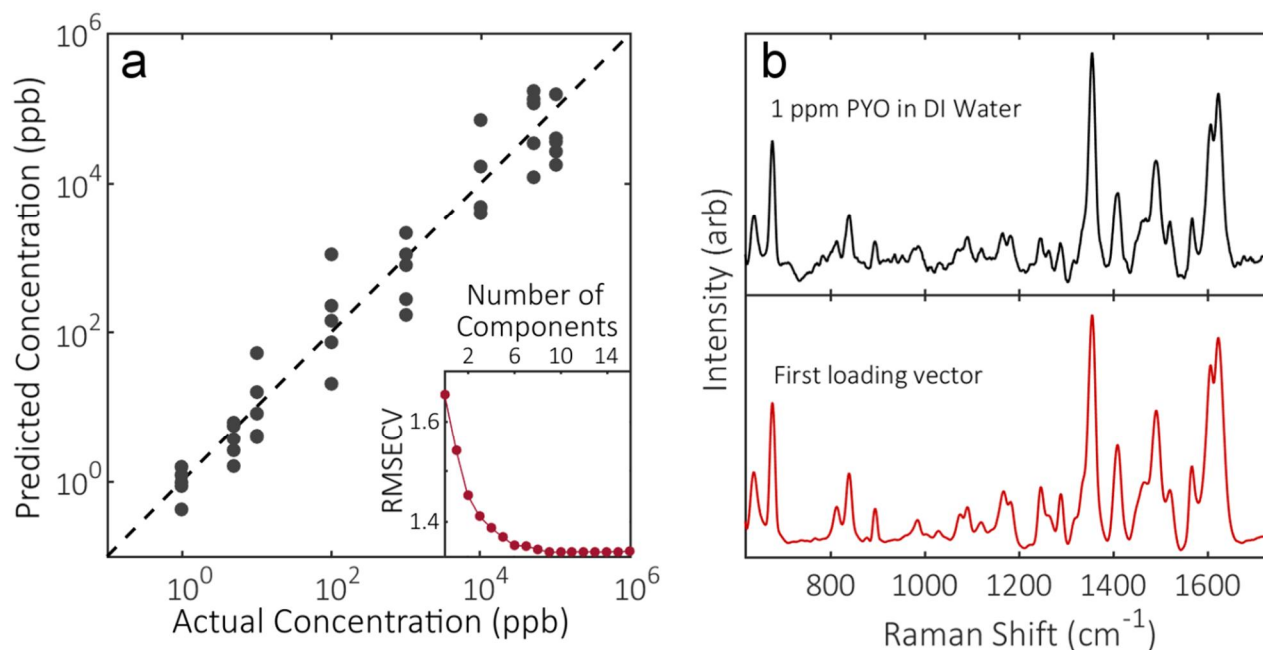 a
Predicted Concentration (ppb)
10^6
10^4
10^2
10^0
10^0 10^2 10^4 10^6
Actual Concentration (ppb)
Number of
Components
2 6 10 14
RMSECV
1.6
1.4
b
1 ppm PYO in DI Water
First loading vector
Intensity (arb)
800 1000 1200 1400 1600
Raman Shift (cm^-1)